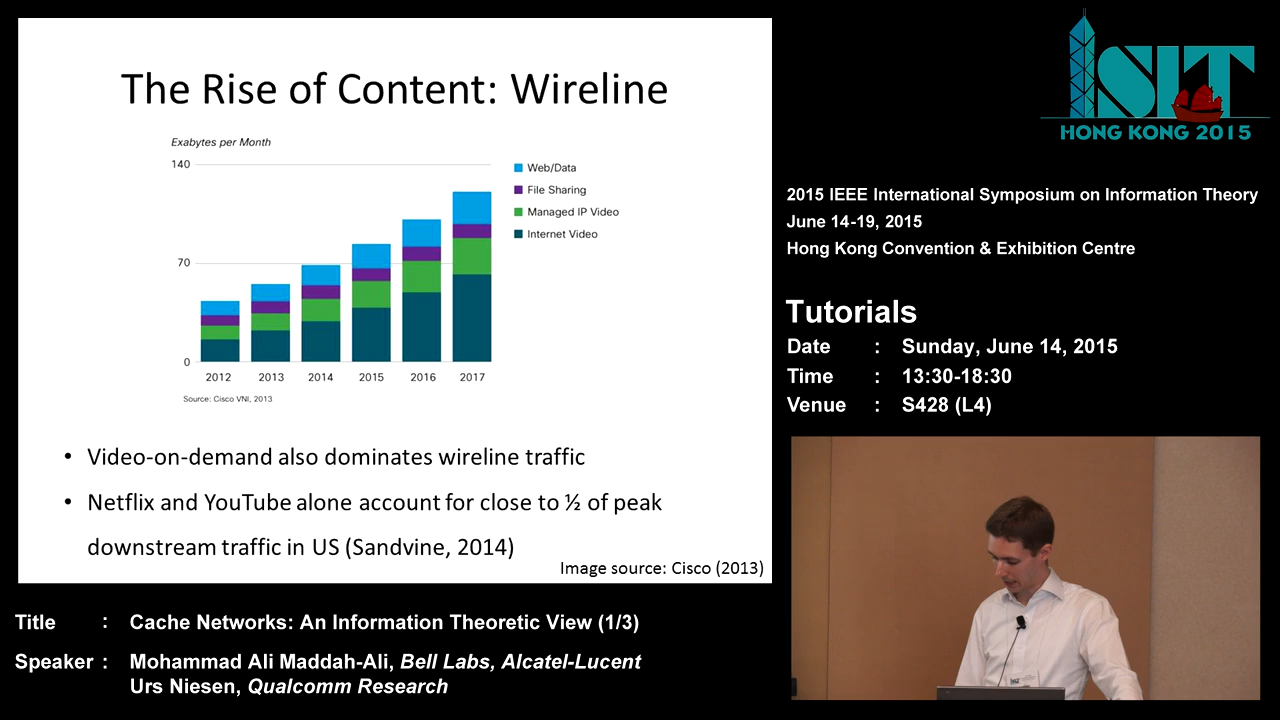 The Rise of Content: Wireline
Exabytes per Month
140
70
0
2012 2013 2014 2015 2016 2017
Web/Data
File Sharing
Managed IP Video
Internet Video
Source: Cisco VNI, 2013
• Video-on-demand also dominates wireline traffic
• Netflix and YouTube alone account for close to ½ of peak
downstream traffic in US (Sandvine, 2014)
Image source: Cisco (2013)
ISIT
HONG KONG 2015
2015 IEEE International Symposium on Information Theory
June 14-19, 2015
Hong Kong Convention & Exhibition Centre
Tutorials
Date : Sunday, June 14, 2015
Time : 13:30-18:30
Venue : S428 (L4)
Title : Cache Networks: An Information Theoretic View (1/3)
Speaker : Mohammad Ali Maddah-Ali, Bell Labs, Alcatel-Lucent
Urs Niesen, Qualcomm Research